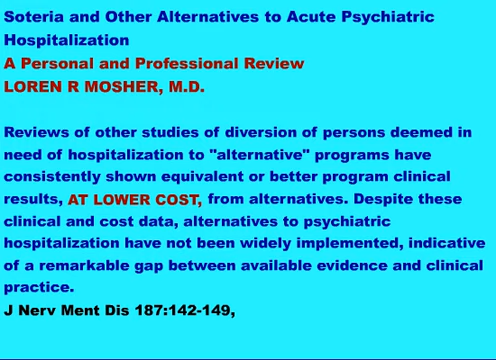 Soteria and Other Alternatives to Acute Psychiatric
Hospitalization
A Personal and Professional Review
LOREN R MOSHER, M.D.
Reviews of other studies of diversion of persons deemed in
need of hospitalization to "alternative" programs have
consistently shown equivalent or better program clinical
results, AT LOWER COST, from alternatives. Despite these
clinical and cost data, alternatives to psychiatric
hospitalization have not been widely implemented, indicative
of a remarkable gap between available evidence and clinical
practice.
J Nerv Ment Dis 187:142-149,